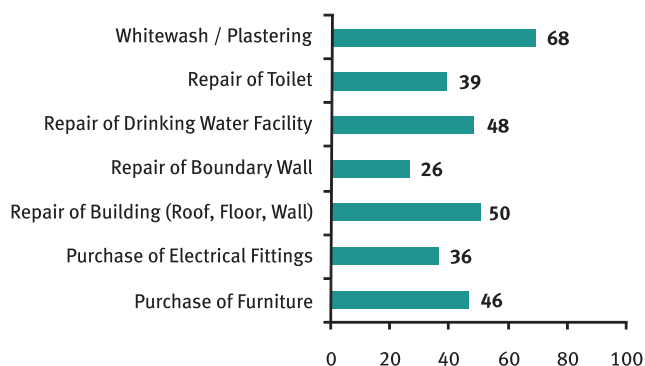 Whitewash / Plastering 68
Repair of Toilet 39
Repair of Drinking Water Facility 48
Repair of Boundary Wall 26
Repair of Building (Roof, Floor, Wall) 50
Purchase of Electrical Fittings 36
Purchase of Furniture 46
0 20 40 60 80 100